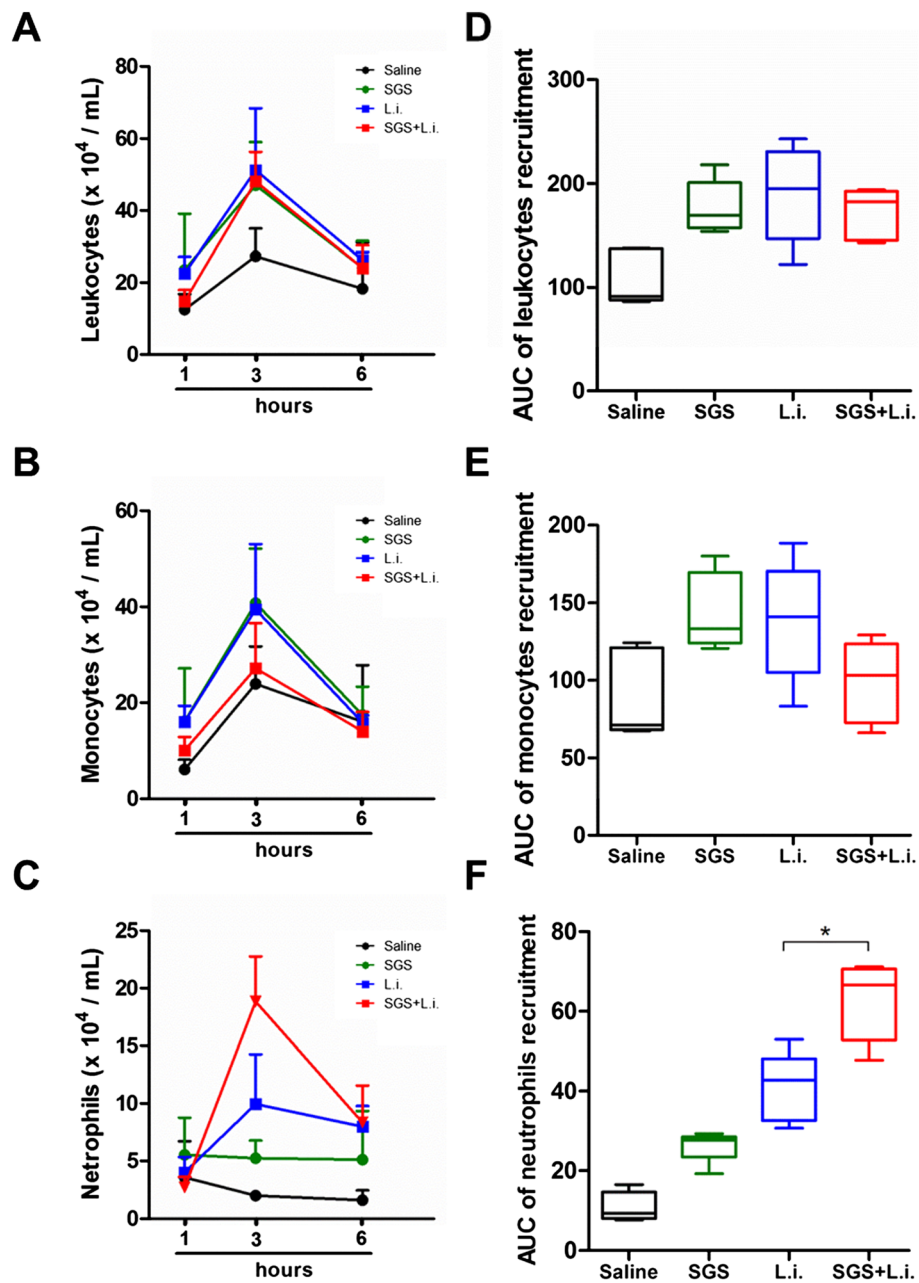 A
Leukocytes (x 10⁴ / mL)
80
60
40
20
0
Saline
SGS
L.i.
SGS+L.i.
1 3 6
hours
D
AUC of leukocytes recruitment
300
200
100
0
Saline SGS L.i. SGS+L.i.
B
Monocytes (x 10⁴ / mL)
60
40
20
0
Saline
SGS
L.i.
SGS+L.i.
1 3 6
hours
E
AUC of monocytes recruitment
200
150
100
50
0
Saline SGS L.i. SGS+L.i.
C
Netrophils (x 10⁴ / mL)
25
20
15
10
5
0
Saline
SGS
L.i.
SGS+L.i.
1 3 6
hours
F
AUC of neutrophils recruitment
80
60
40
20
0
*
Saline SGS L.i. SGS+L.i.